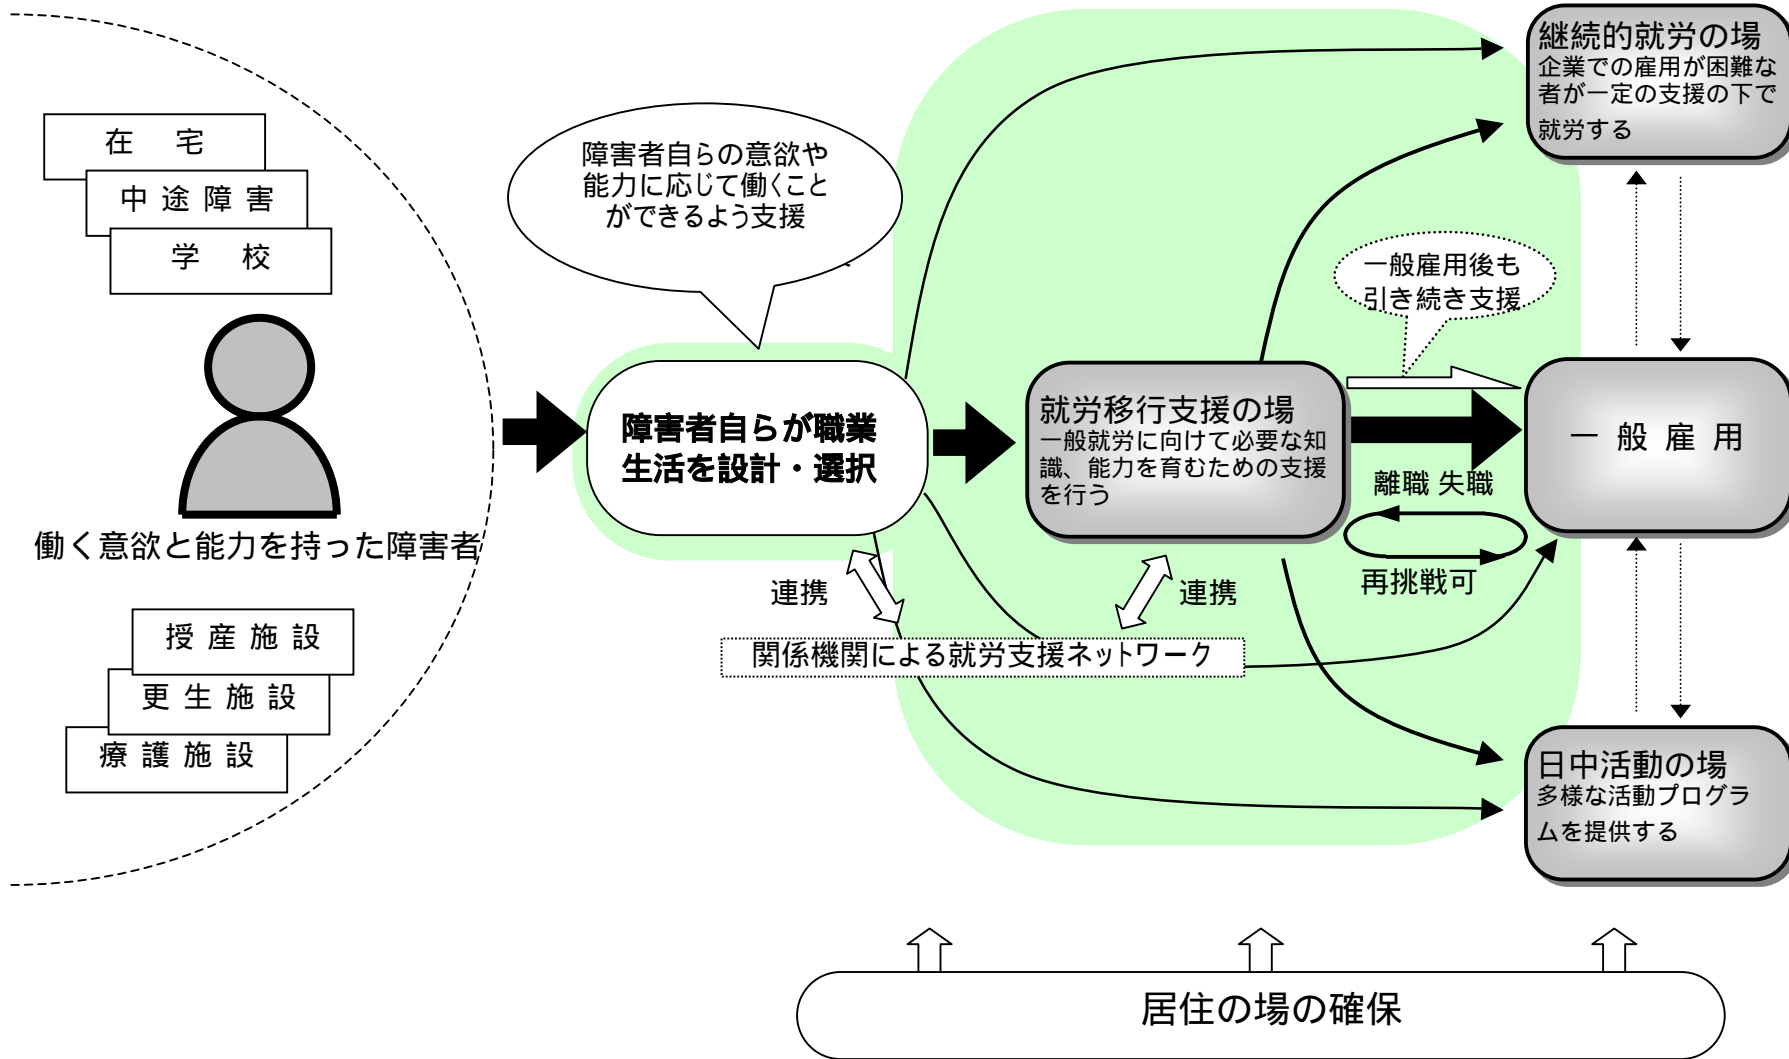 在 宅
中 途 障 害
学 校
働く意欲と能力を持った障害者
授 産 施 設
更 生 施 設
療 護 施 設
障害者自らの意欲や
能力に応じて働くこと
ができるよう支援
障害者自らが職業
生活を設計・選択
連携
関係機関による就労支援ネットワーク
連携
就労移行支援の場
一般就労に向けて必要な知
識、能力を育むための支援
を行う
一般雇用後も
引き続き支援
離職 失職
再挑戦可
継続的就労の場
企業での雇用が困難な
者が一定の支援の下で
就労する
一 般 雇 用
日中活動の場
多様な活動プログラ
ムを提供する
居住の場の確保